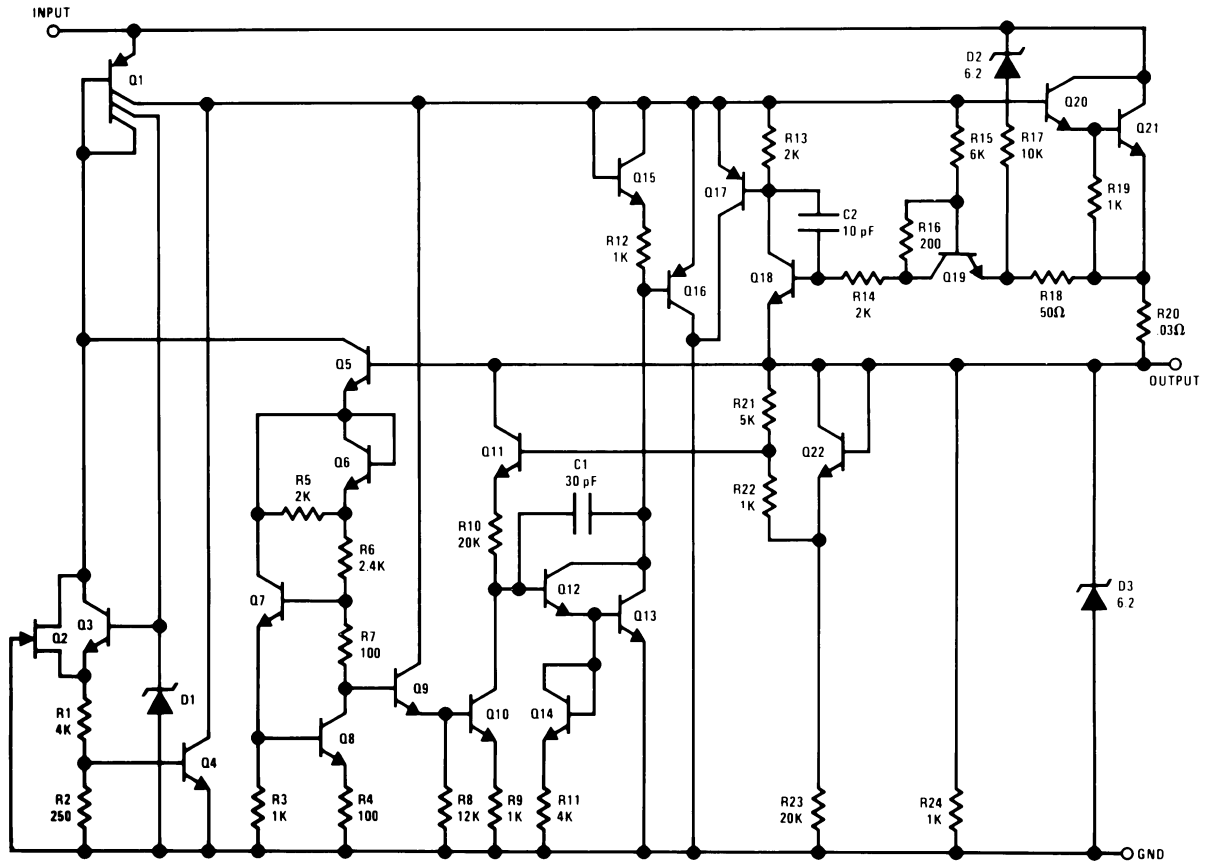 INPUT
Q1
D2
6.2
Q20
Q21
R13
2K
R15
6K
R17
10K
Q15
Q17
R19
1K
C2
10 pF
R16
200
R12
1K
Q16
Q18
Q19
R14
2K
R18
50Ω
R20
.03Ω
OUTPUT
Q5
R21
5K
Q11
Q22
Q6
C1
30 pF
R5
2K
R22
1K
R10
20K
R6
2.4K
Q7
Q12
Q13
D3
6.2
Q2
Q3
R7
100
D1
Q9
R1
4K
Q10
Q14
Q8
Q4
R2
250
R3
1K
R4
100
R8
12K
R9
1K
R11
4K
R23
20K
R24
1K
GND